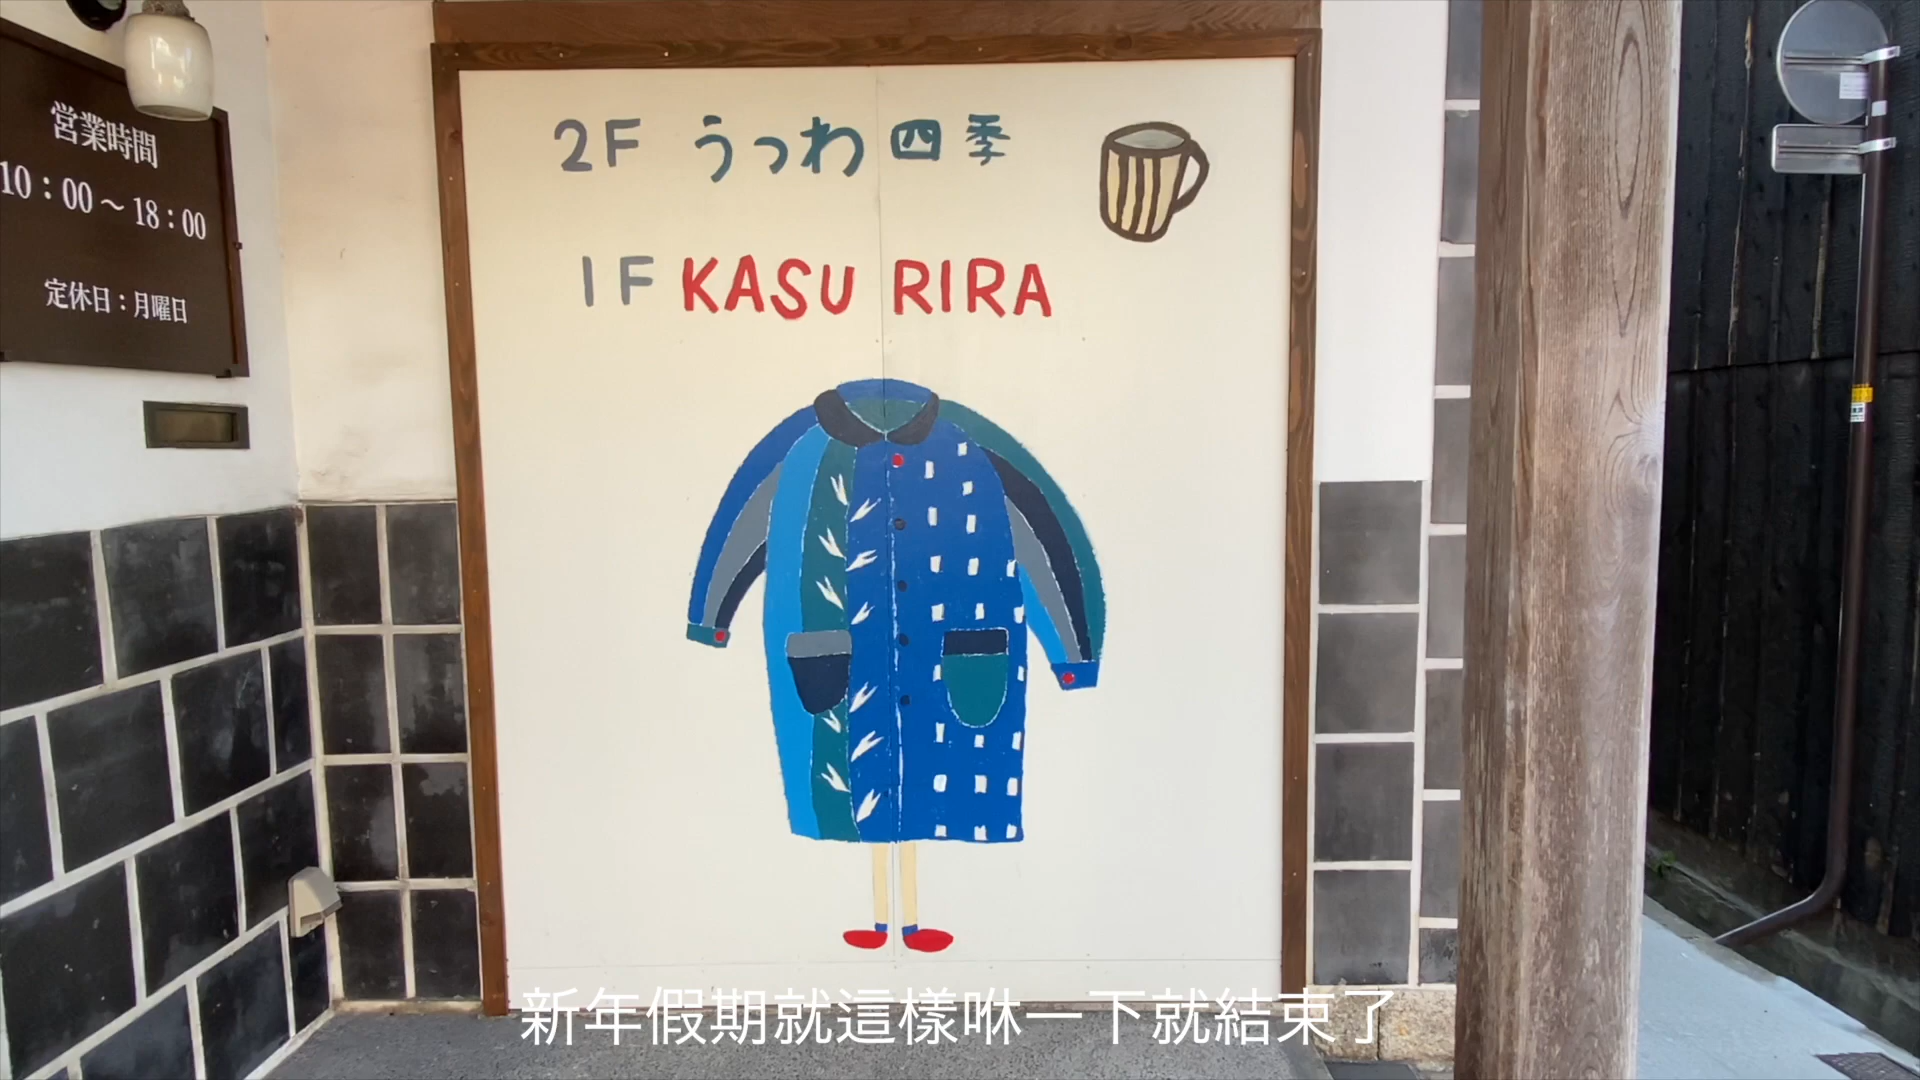 営業時間
10:00～18:00
定休日:月曜日
2F うつわ 四季
1F KASU RIRA
新年假期就這樣咻一下就結束了